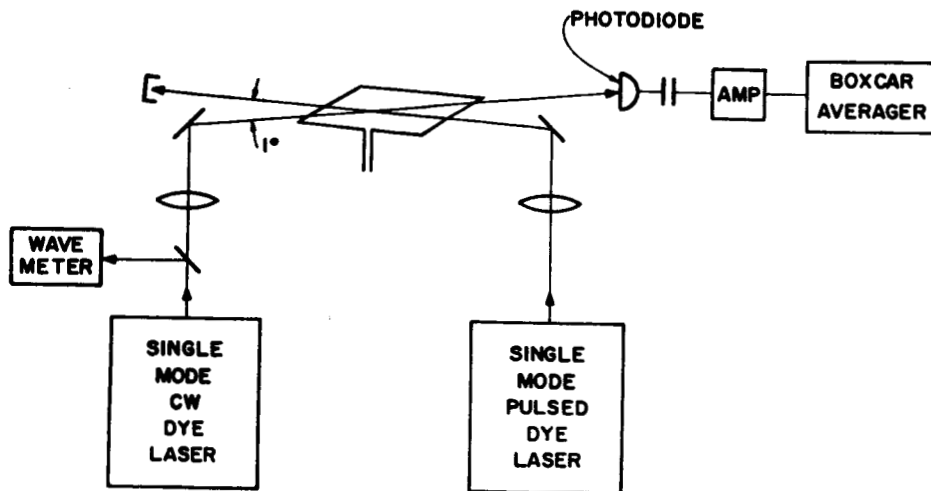 PHOTODIODE
AMP
BOXCAR
AVERAGER
1°
WAVE
METER
SINGLE
MODE
CW
DYE
LASER
SINGLE
MODE
PULSED
DYE
LASER